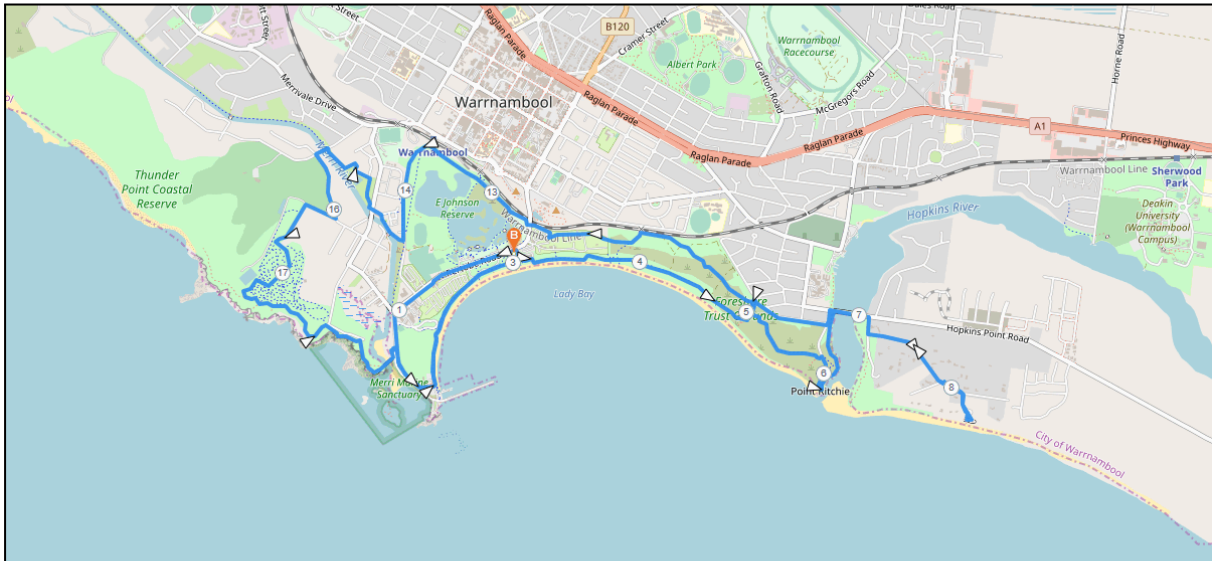 B120
Cramer Street
Raglan Parade
Warrnambool
Racecourse
Albert Park
Grafton Road
McGregors Road
Horne Road
Merrivale Drive
Warrnambool
Raglan Parade
Raglan Parade
Raglan Parade
A1
Princes Highway
Warrnambool
Warrnambool Line
Sherwood
Park
Merri River
Thunder
Point Coastal
Reserve
14
13
16
E Johnson
Reserve
Hopkins River
Deakin
University
(Warrnambool
Campus)
Warrnambool Line
B
17
3
4
Lady Bay
1
5
Foreshore
Trust Grounds
7
Hopkins Point Road
Merri Marine
Sanctuary
6
Point Ritchie
8
City of Warrnambool